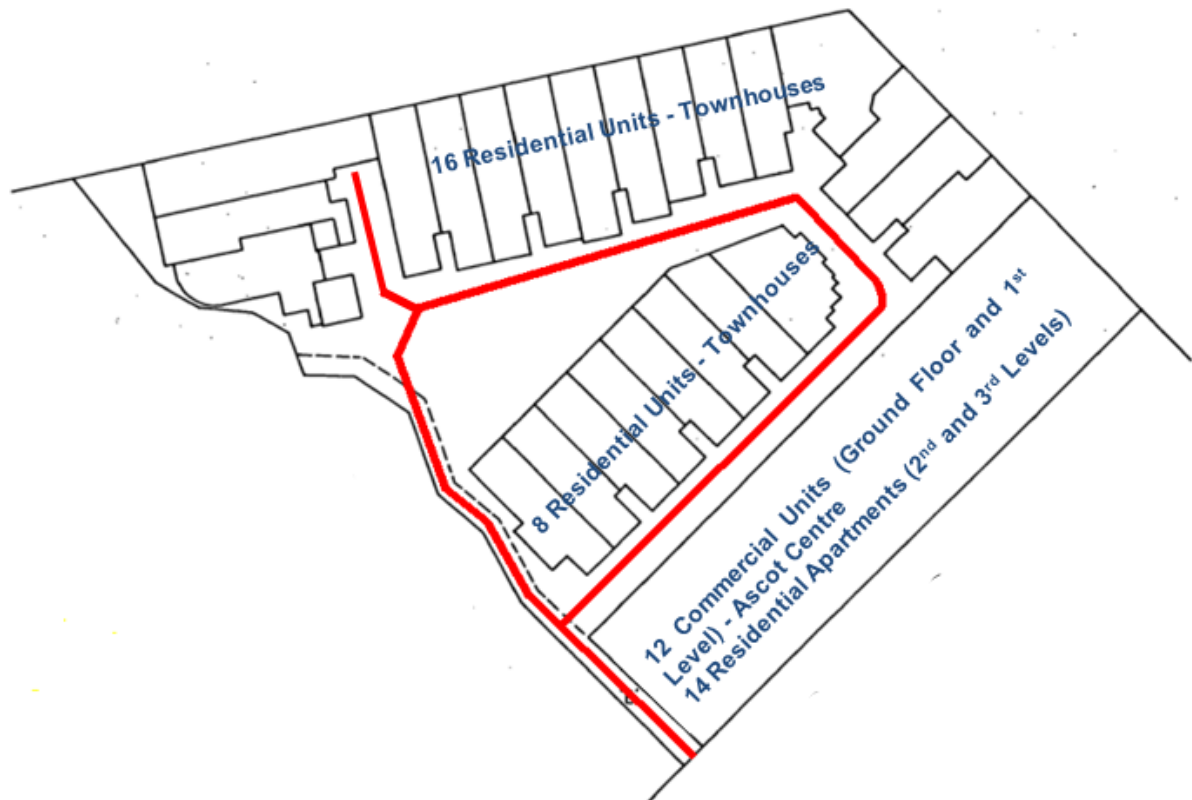 16 Residential Units - Townhouses
8 Residential Units - Townhouses
12 Commercial Units (Ground Floor and 1st
Level) - Ascot Centre
14 Residential Apartments (2nd and 3rd Levels)